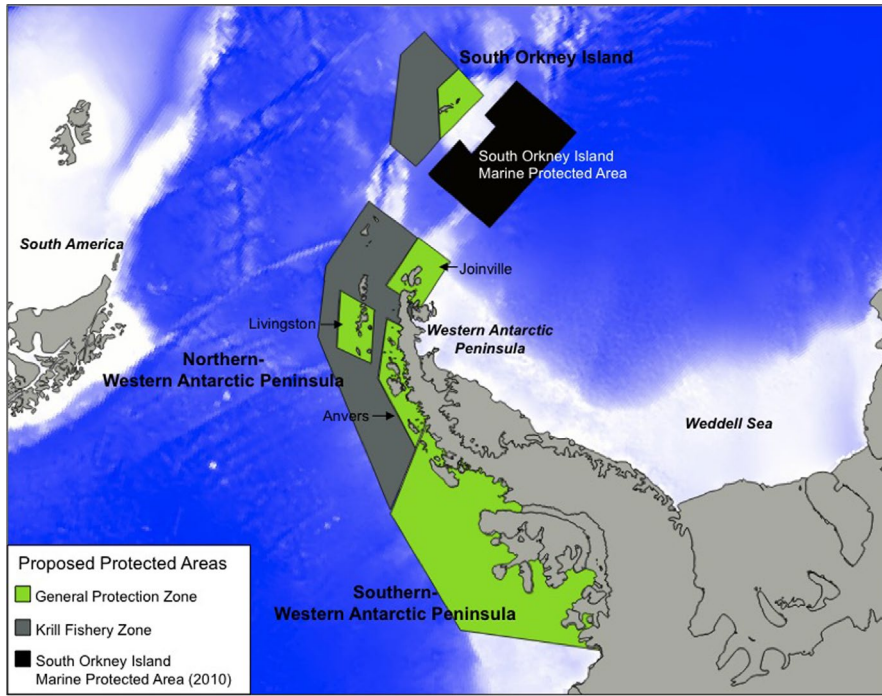 South Orkney Island
South Orkney Island
Marine Protected Area
South America
Joinville
Livingston
Western Antarctic
Peninsula
Northern-
Western Antarctic Peninsula
Anvers
Weddell Sea
Southern-
Western Antarctic Peninsula
Proposed Protected Areas
General Protection Zone
Krill Fishery Zone
South Orkney Island
Marine Protected Area (2010)